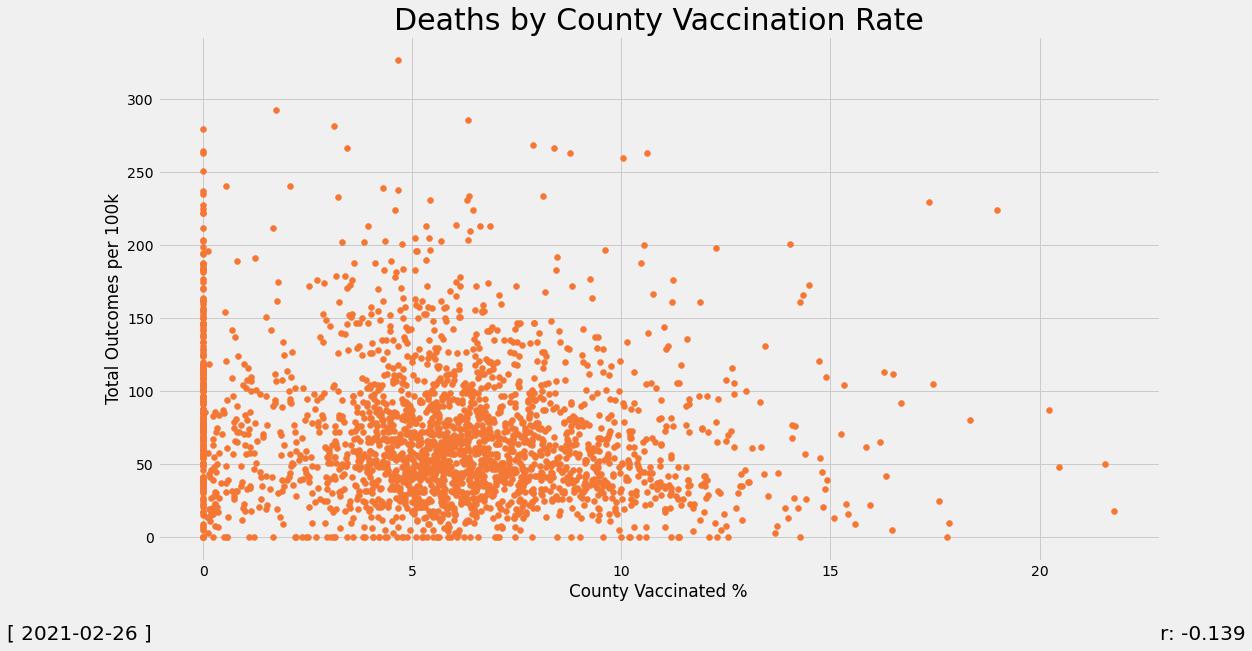 Deaths by County Vaccination Rate
Total Outcomes per 100k
300
250
200
150
100
50
0
0 5 10 15 20
County Vaccinated %
[ 2021-02-26 ]
r: -0.139